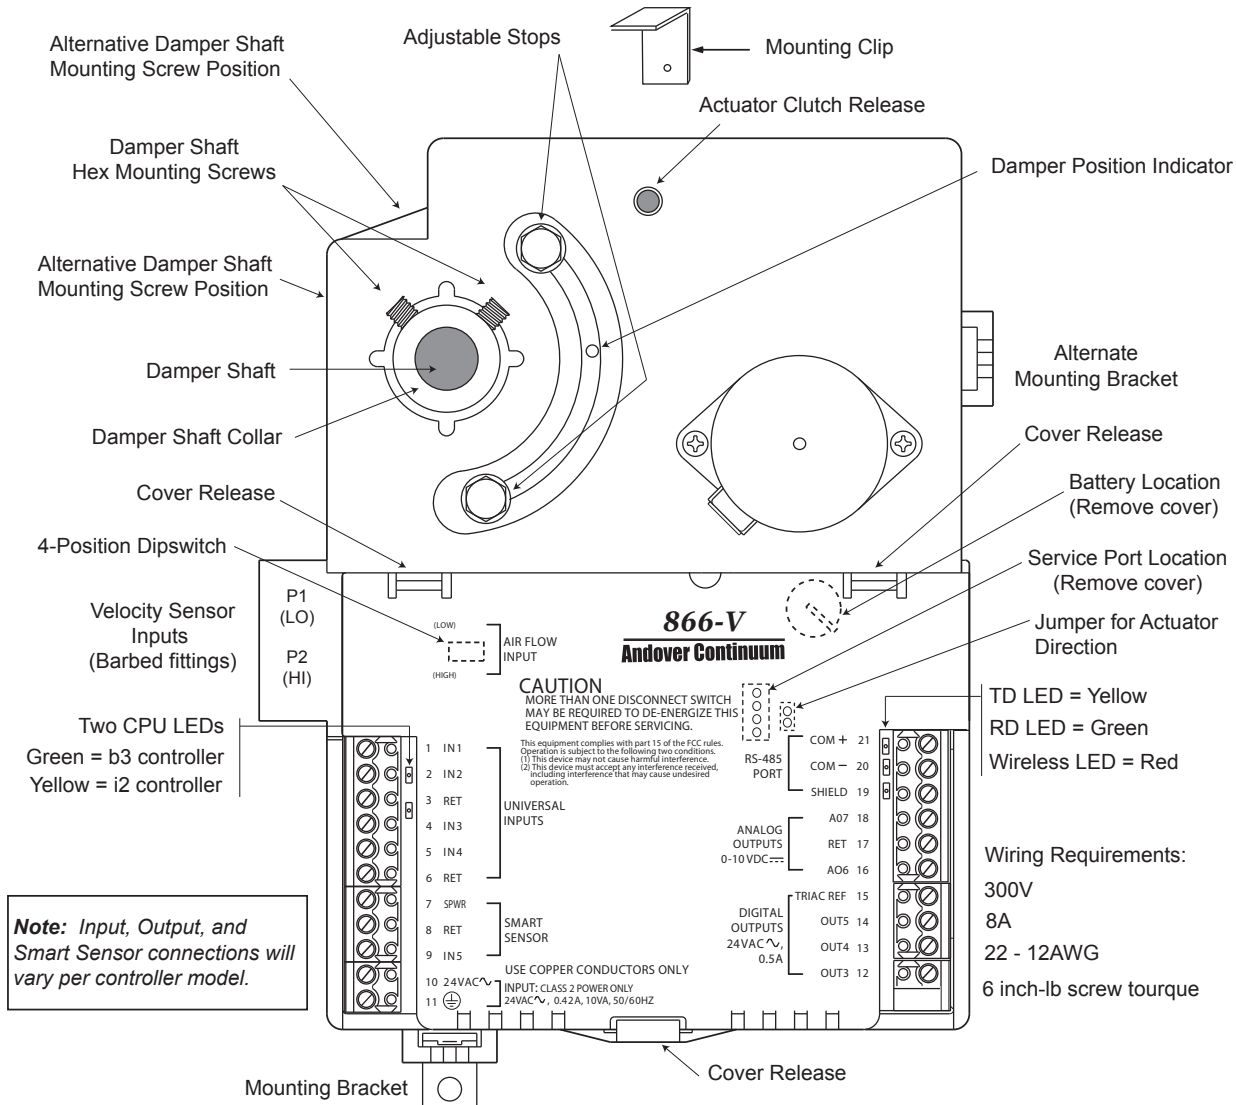 Alternative Damper Shaft
Mounting Screw Position
Adjustable Stops
Mounting Clip
Actuator Clutch Release
Damper Shaft
Hex Mounting Screws
Damper Position Indicator
Alternative Damper Shaft
Mounting Screw Position
Damper Shaft
Alternate
Mounting Bracket
Damper Shaft Collar
Cover Release
Cover Release
Battery Location
(Remove cover)
4-Position Dipswitch
Service Port Location
(Remove cover)
Velocity Sensor
Inputs
(Barbed fittings)
P1
(LO)
P2
(HI)
(LOW)
(HIGH)
AIR FLOW
INPUT
866-V
Andover Continuum
Jumper for Actuator
Direction
CAUTION
MORE THAN ONE DISCONNECT SWITCH
MAY BE REQUIRED TO DE-ENERGIZE THIS
EQUIPMENT BEFORE SERVICING.
This equipment complies with part 15 of the FCC rules.
Operation is subject to the following two conditions.
(1) This device may not cause harmful interference.
(2) This device must accept any interference received,
including interference that may cause undesired
operation.
Two CPU LEDs
Green = b3 controller
Yellow = i2 controller
TD LED = Yellow
RD LED = Green
Wireless LED = Red
1 IN1
2 IN2
3 RET
4 IN3
5 IN4
6 RET
UNIVERSAL
INPUTS
7 SPWR
8 RET
9 IN5
SMART
SENSOR
10 24VAC∿
11 ⏚
USE COPPER CONDUCTORS ONLY
INPUT: CLASS 2 POWER ONLY
24VAC∿, 0.42A, 10VA, 50/60HZ
RS-485
PORT
COM + 21
COM – 20
SHIELD 19
ANALOG
OUTPUTS
0-10VDC⎓
A07 18
RET 17
AO6 16
DIGITAL
OUTPUTS
24VAC∿,
0.5A
TRIAC REF 15
OUT5 14
OUT4 13
OUT3 12
Wiring Requirements:
300V
8A
22 - 12AWG
6 inch-lb screw tourque
Note: Input, Output, and
Smart Sensor connections will
vary per controller model.
Mounting Bracket
Cover Release